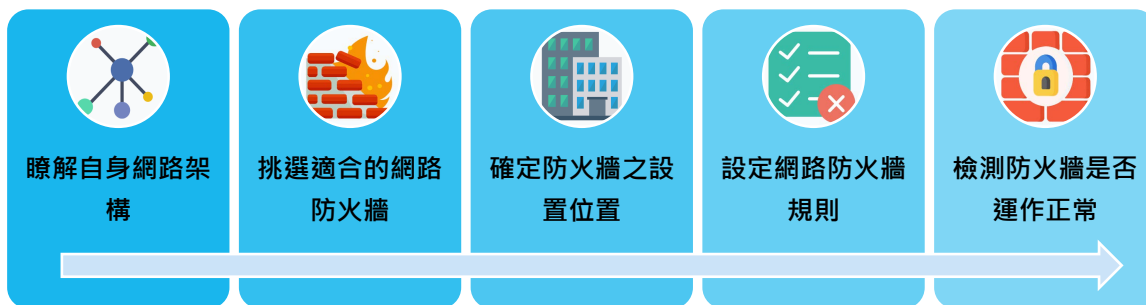 瞭解自身網路架
構
挑選適合的網路
防火牆
確定防火牆之設
置位置
設定網路防火牆
規則
檢測防火牆是否
運作正常